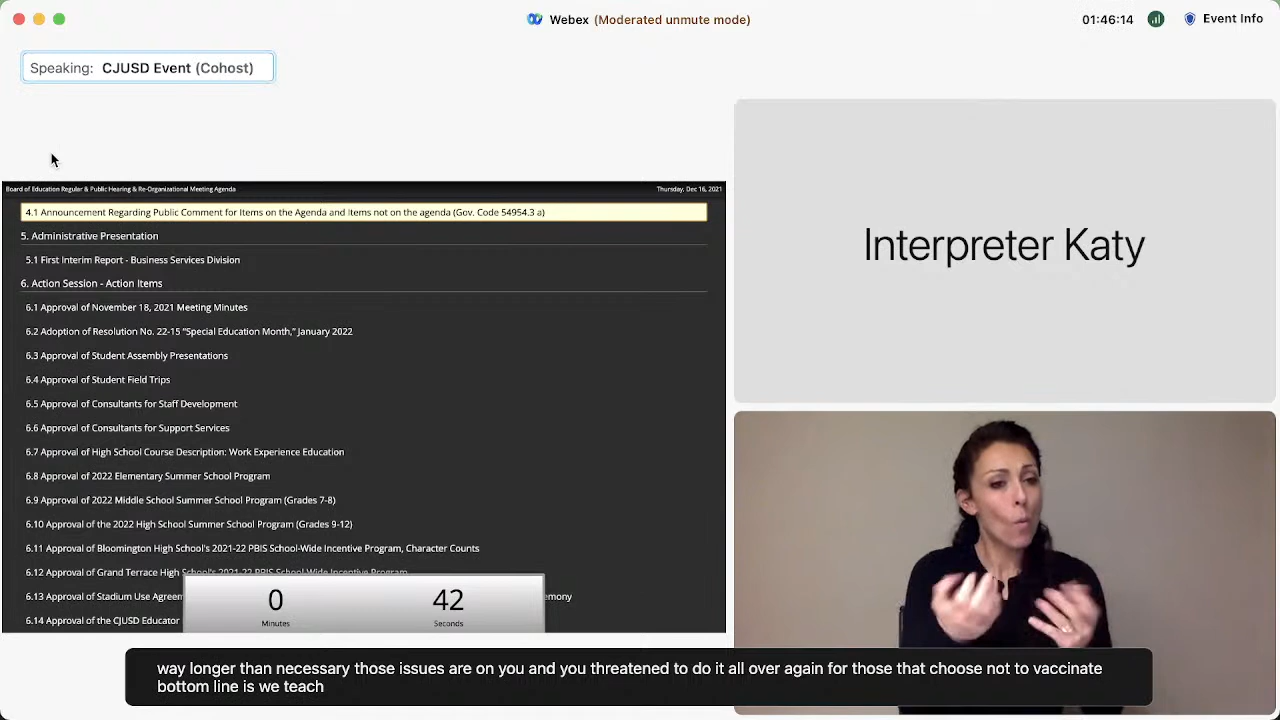 Webex (Moderated unmute mode)
01:46:14
Event Info
Speaking: CJUSD Event (Cohost)
Board of Education Regular & Public Hearing & Re-Organizational Meeting Agenda
Thursday, Dec 16, 2021
4.1 Announcement Regarding Public Comment for Items on the Agenda and Items not on the agenda (Gov. Code 54954.3 a)
5. Administrative Presentation
5.1 First Interim Report - Business Services Division
6. Action Session - Action Items
6.1 Approval of November 18, 2021 Meeting Minutes
6.2 Adoption of Resolution No. 22-15 “Special Education Month,” January 2022
6.3 Approval of Student Assembly Presentations
6.4 Approval of Student Field Trips
6.5 Approval of Consultants for Staff Development
6.6 Approval of Consultants for Support Services
6.7 Approval of High School Course Description: Work Experience Education
6.8 Approval of 2022 Elementary Summer School Program
6.9 Approval of 2022 Middle School Summer School Program (Grades 7-8)
6.10 Approval of the 2022 High School Summer School Program (Grades 9-12)
6.11 Approval of Bloomington High School's 2021-22 PBIS School-Wide Incentive Program, Character Counts
6.12 Approval of Grand Terrace High School's 2021-22 PBIS School-Wide Incentive Program
6.13 Approval of Stadium Use
6.14 Approval of the CJUSD Educator
0 42
Minutes Seconds
Interpreter Katy
way longer than necessary those issues are on you and you threatened to do it all over again for those that choose not to vaccinate
bottom line is we teach